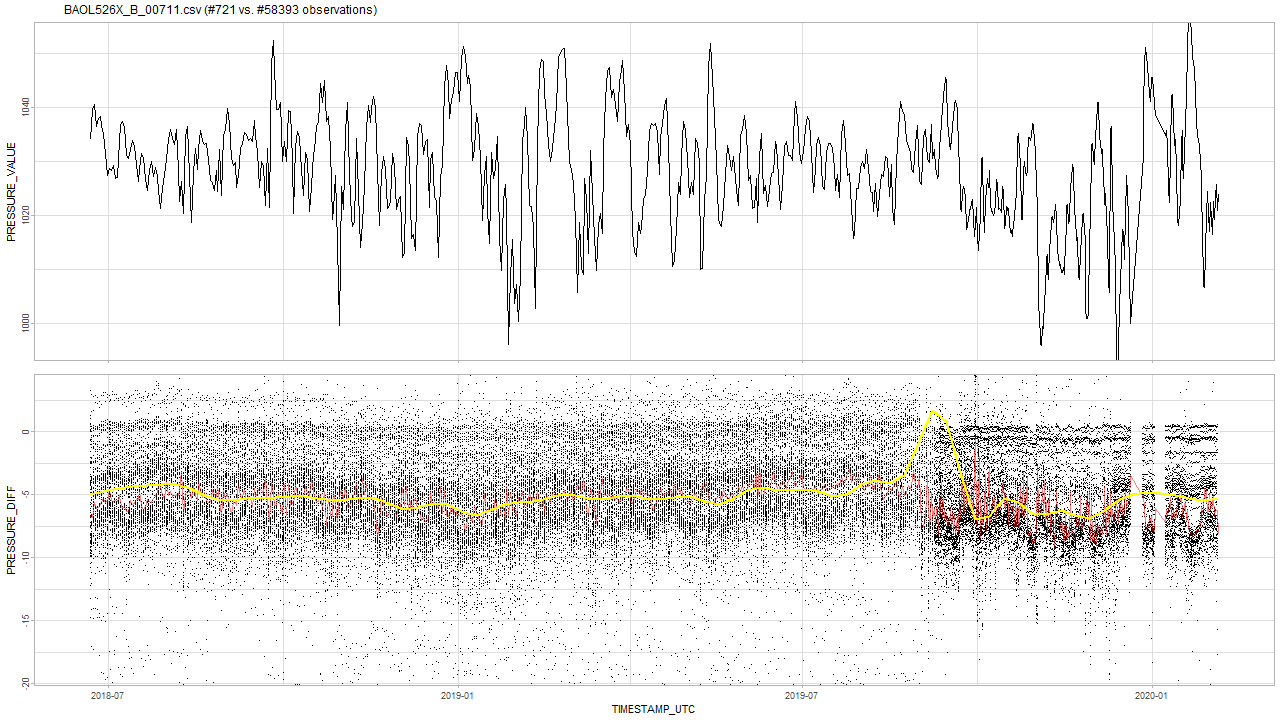 BAOL526X_B_00711.csv (#721 vs. #58393 observations)
PRESSURE_VALUE
1040
1020
1000
PRESSURE_DIFF
0
-5
-10
-15
-20
2018-07 2019-01 2019-07 2020-01
TIMESTAMP_UTC